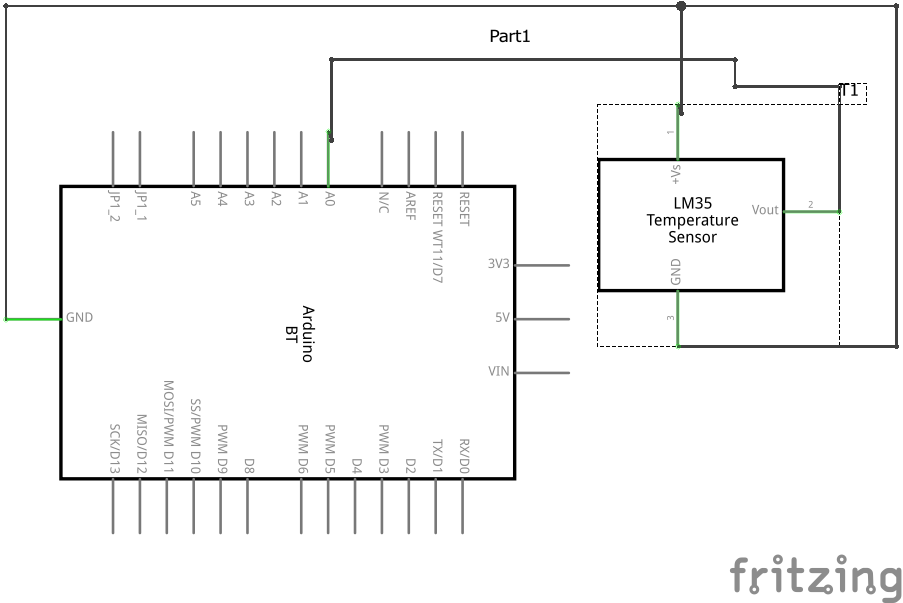 Part1
T1
JP1_2
JP1_1
A5
A4
A3
A2
A1
A0
N/C
AREF
RESET WT11/D7
RESET
1
+Vs
LM35
Temperature
Sensor
Vout
2
GND
3
3V3
5V
VIN
GND
Arduino
BT
SCK/D13
MISO/D12
MOSI/PWM D11
SS/PWM D10
PWM D9
D8
PWM D6
PWM D5
D4
PWM D3
D2
TX/D1
RX/D0
fritzing